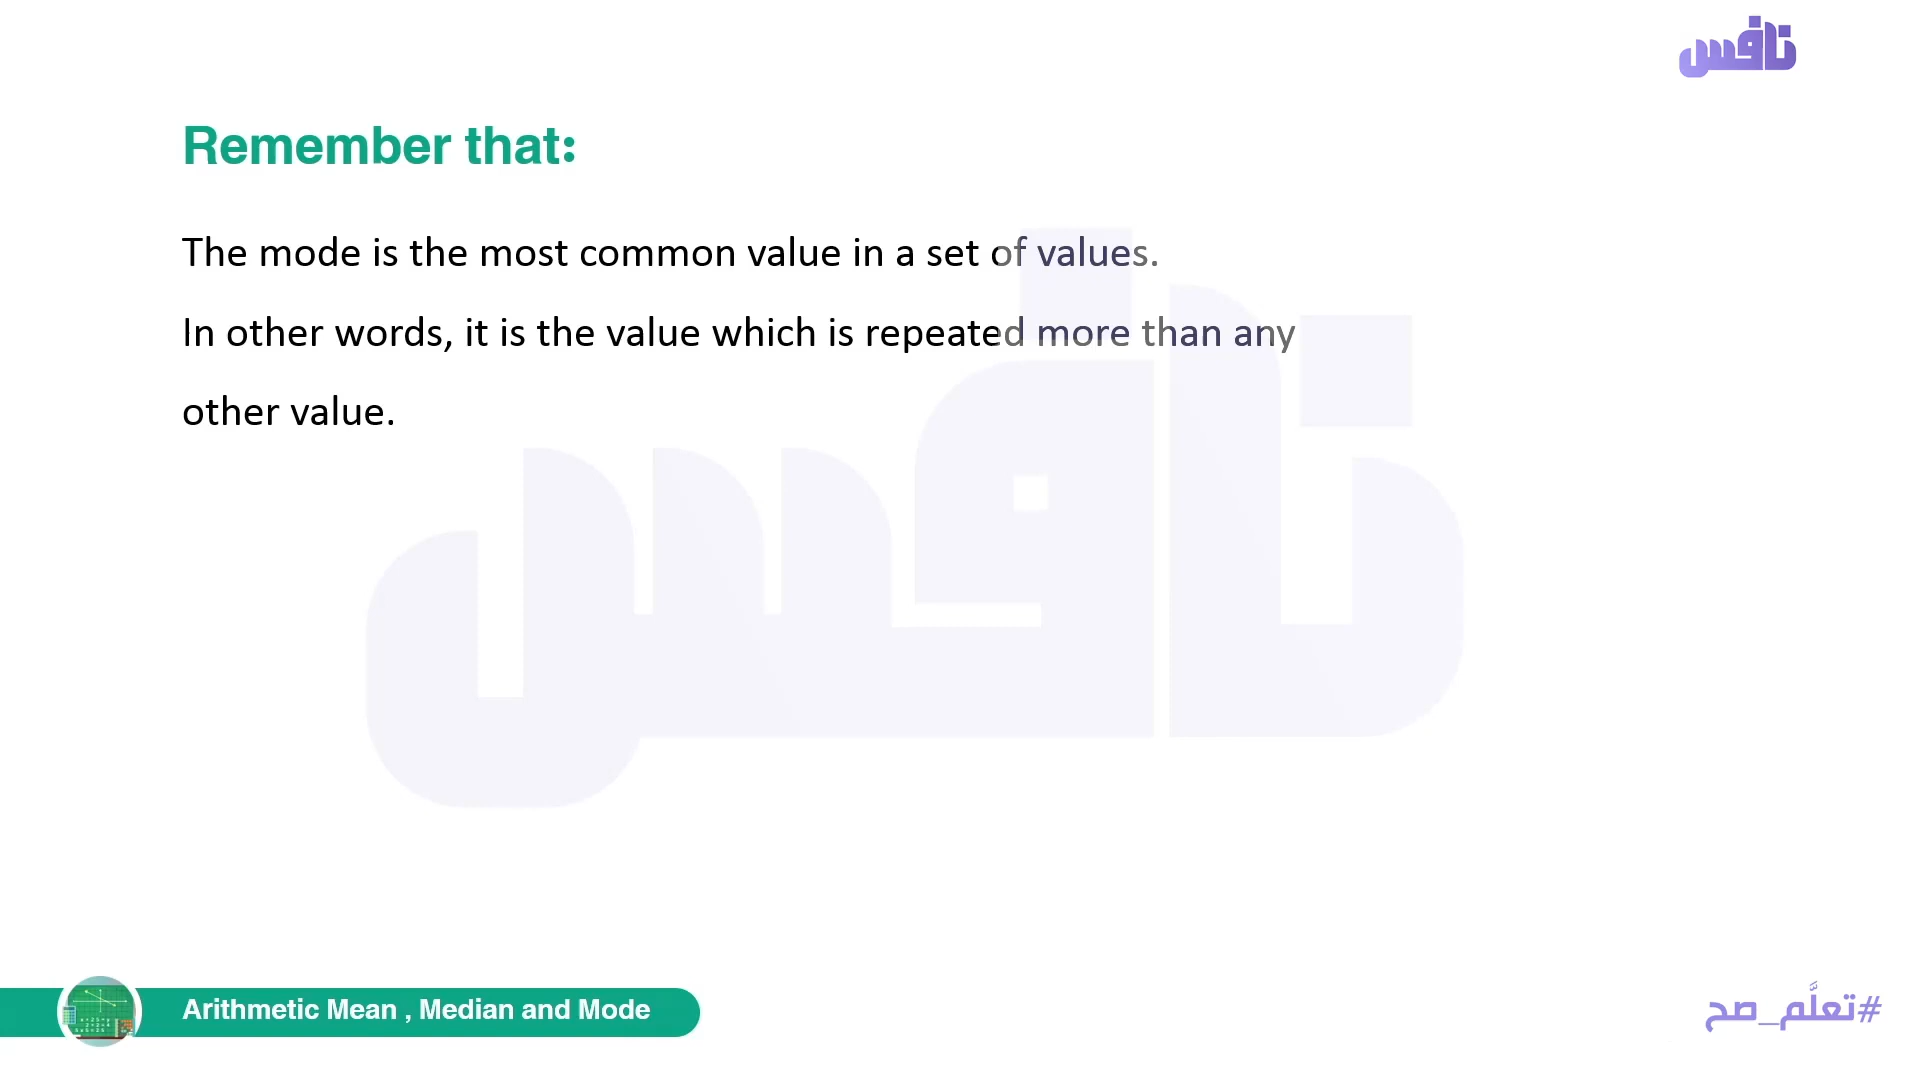 نافس
Remember that:
The mode is the most common value in a set of values.
In other words, it is the value which is repeated more than any
other value.
نافس
Arithmetic Mean , Median and Mode
#تعلَّم_صح